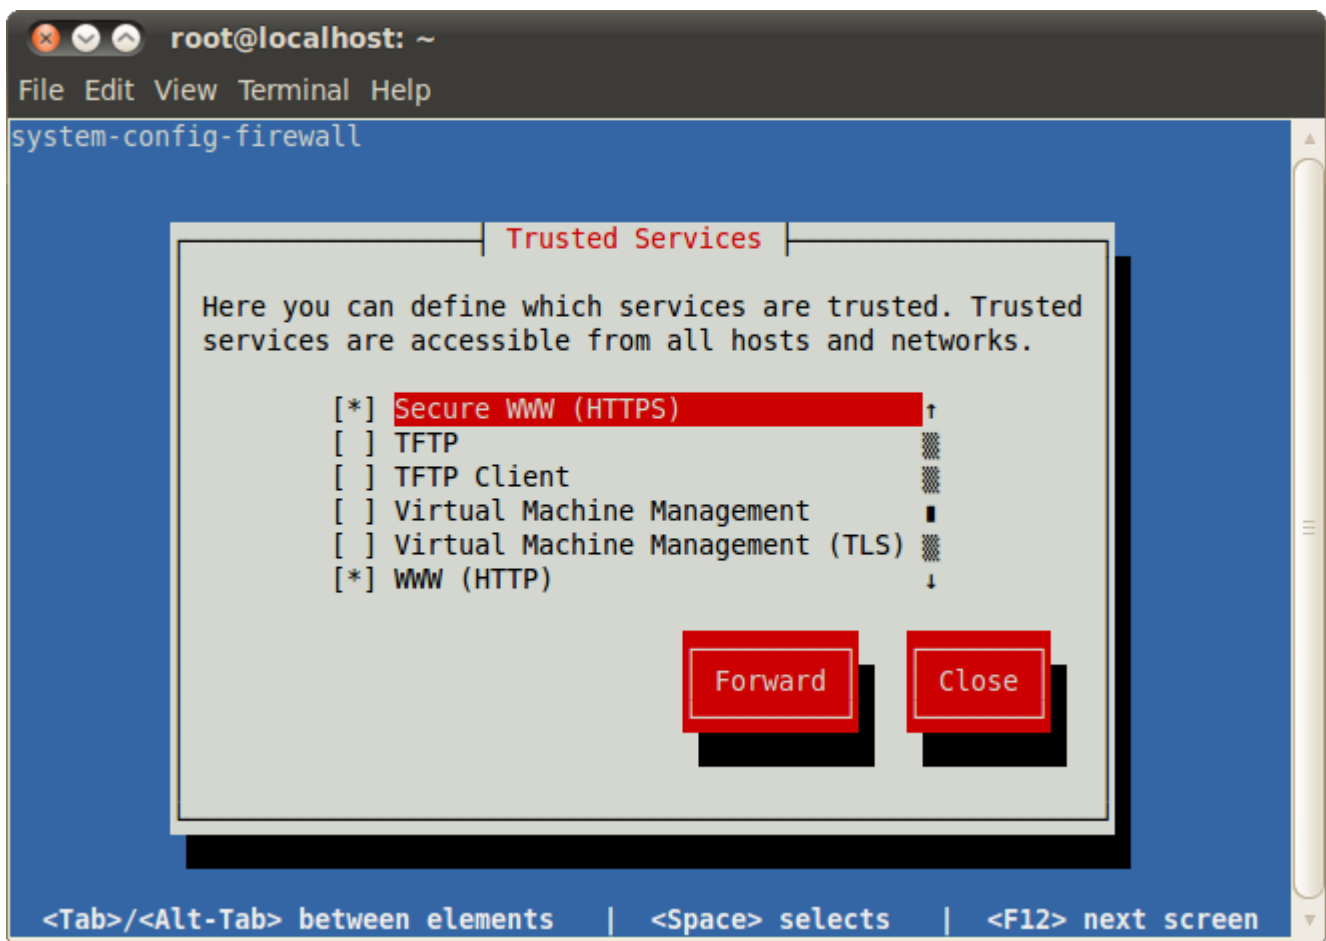 root@localhost: ~
File Edit View Terminal Help
system-config-firewall
Trusted Services
Here you can define which services are trusted. Trusted
services are accessible from all hosts and networks.
[*] Secure WWW (HTTPS) ↑
[ ] TFTP
[ ] TFTP Client
[ ] Virtual Machine Management
[ ] Virtual Machine Management (TLS)
[*] WWW (HTTP) ↓
Forward Close
<Tab>/<Alt-Tab> between elements | <Space> selects | <F12> next screen